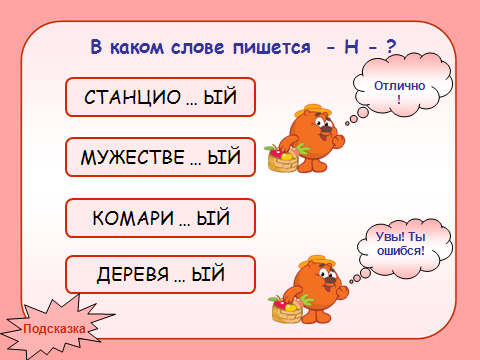 В каком слове пишется - Н - ?
СТАНЦИО ... ЫЙ
Отлично
!
МУЖЕСТВЕ ... ЫЙ
КОМАРИ ... ЫЙ
Увы! Ты
ошибся!
ДЕРЕВЯ ... ЫЙ
Подсказка